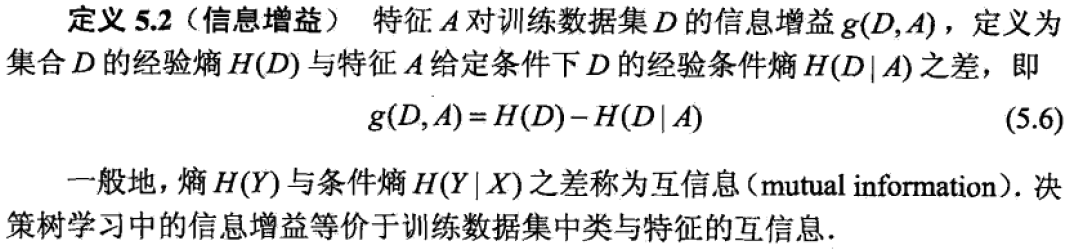 定义 5.2（信息增益） 特征 A 对训练数据集 D 的信息增益 g(D, A)，定义为
集合 D 的经验熵 H(D) 与特征 A 给定条件下 D 的经验条件熵 H(D | A) 之差，即
g(D, A) = H(D) − H(D | A) (5.6)
一般地，熵 H(Y) 与条件熵 H(Y | X) 之差称为互信息（mutual information）. 决
策树学习中的信息增益等价于训练数据集中类与特征的互信息.